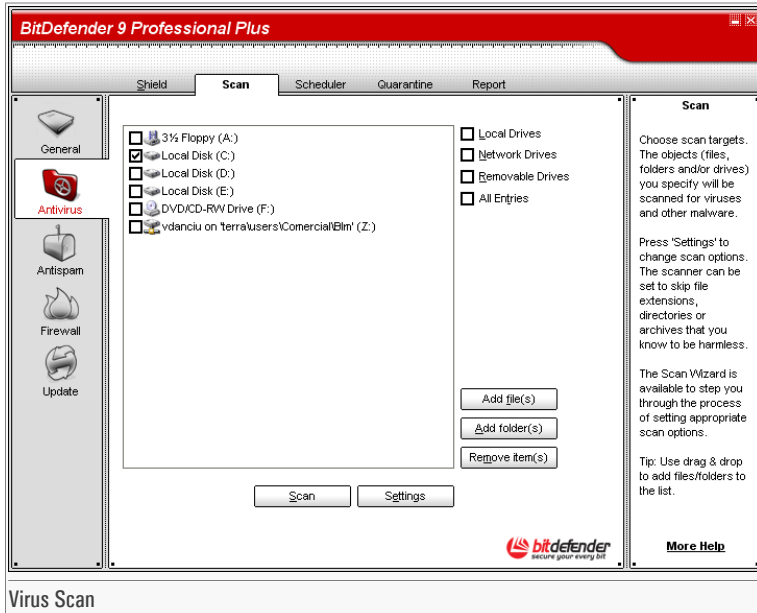 BitDefender 9 Professional Plus
Shield
Scan
Scheduler
Quarantine
Report
General
Antivirus
Antispam
Firewall
Update
3½ Floppy (A:)
Local Disk (C:)
Local Disk (D:)
Local Disk (E:)
DVD/CD-RW Drive (F:)
vdanciu on 'terra\users\Comercial\Blm' (Z:)
Local Drives
Network Drives
Removable Drives
All Entries
Add file(s)
Add folder(s)
Remove item(s)
Scan
Settings
bitdefender
secure your every bit
Scan
Choose scan targets.
The objects (files,
folders and/or drives)
you specify will be
scanned for viruses
and other malware.
Press 'Settings' to
change scan options.
The scanner can be
set to skip file
extensions,
directories or
archives that you
know to be harmless.
The Scan Wizard is
available to step you
through the process
of setting appropriate
scan options.
Tip: Use drag & drop
to add files/folders to
the list.
More Help
Virus Scan